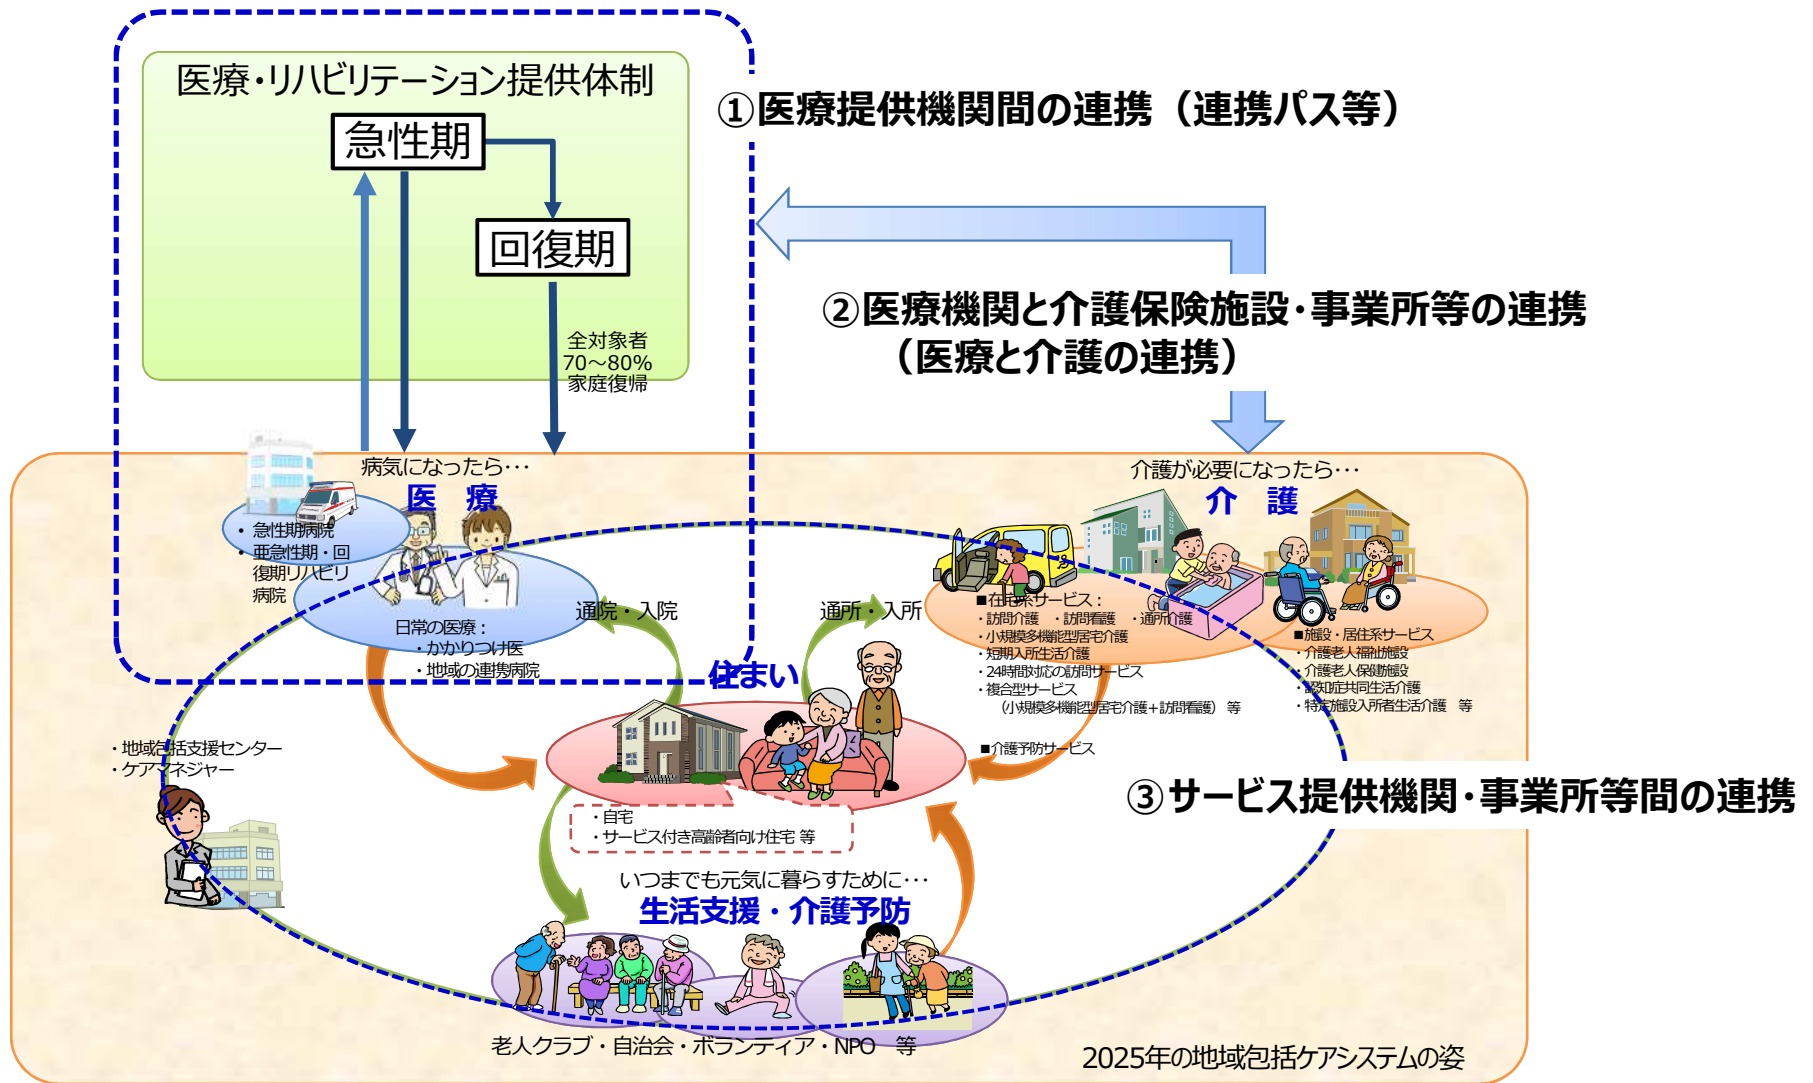 医療・リハビリテーション提供体制
急性期
回復期
全対象者
70～80%
家庭復帰
①医療提供機関間の連携（連携パス等）
②医療機関と介護保険施設・事業所等の連携
（医療と介護の連携）
病気になったら･･･
医 療
・急性期病院
・亜急性期・回
復期リハビリ
病院
日常の医療：
・かかりつけ医
・地域の連携病院
通院・入院
通所・入所
介護が必要になったら･･･
介 護
■在宅系サービス：
・訪問介護 ・訪問看護 ・通所介護
・小規模多機能型居宅介護
・短期入所生活介護
・24時間対応の訪問サービス
・複合型サービス
（小規模多機能型居宅介護＋訪問看護） 等
■介護予防サービス
■施設・居住系サービス
・介護老人福祉施設
・介護老人保健施設
・認知症共同生活介護
・特定施設入所者生活介護 等
住まい
・自宅
・サービス付き高齢者向け住宅 等
・地域包括支援センター
・ケアマネジャー
③サービス提供機関・事業所等間の連携
いつまでも元気に暮らすために･･･
生活支援・介護予防
老人クラブ・自治会・ボランティア・NPO 等
2025年の地域包括ケアシステムの姿